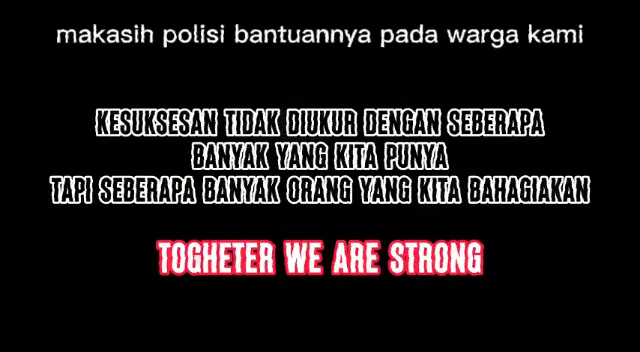 makasih polisi bantuannya pada warga kami
KESUKSESAN TIDAK DIUKUR DENGAN SEBERAPA
BANYAK YANG KITA PUNYA
TAPI SEBERAPA BANYAK ORANG YANG KITA BAHAGIAKAN
TOGHETER WE ARE STRONG